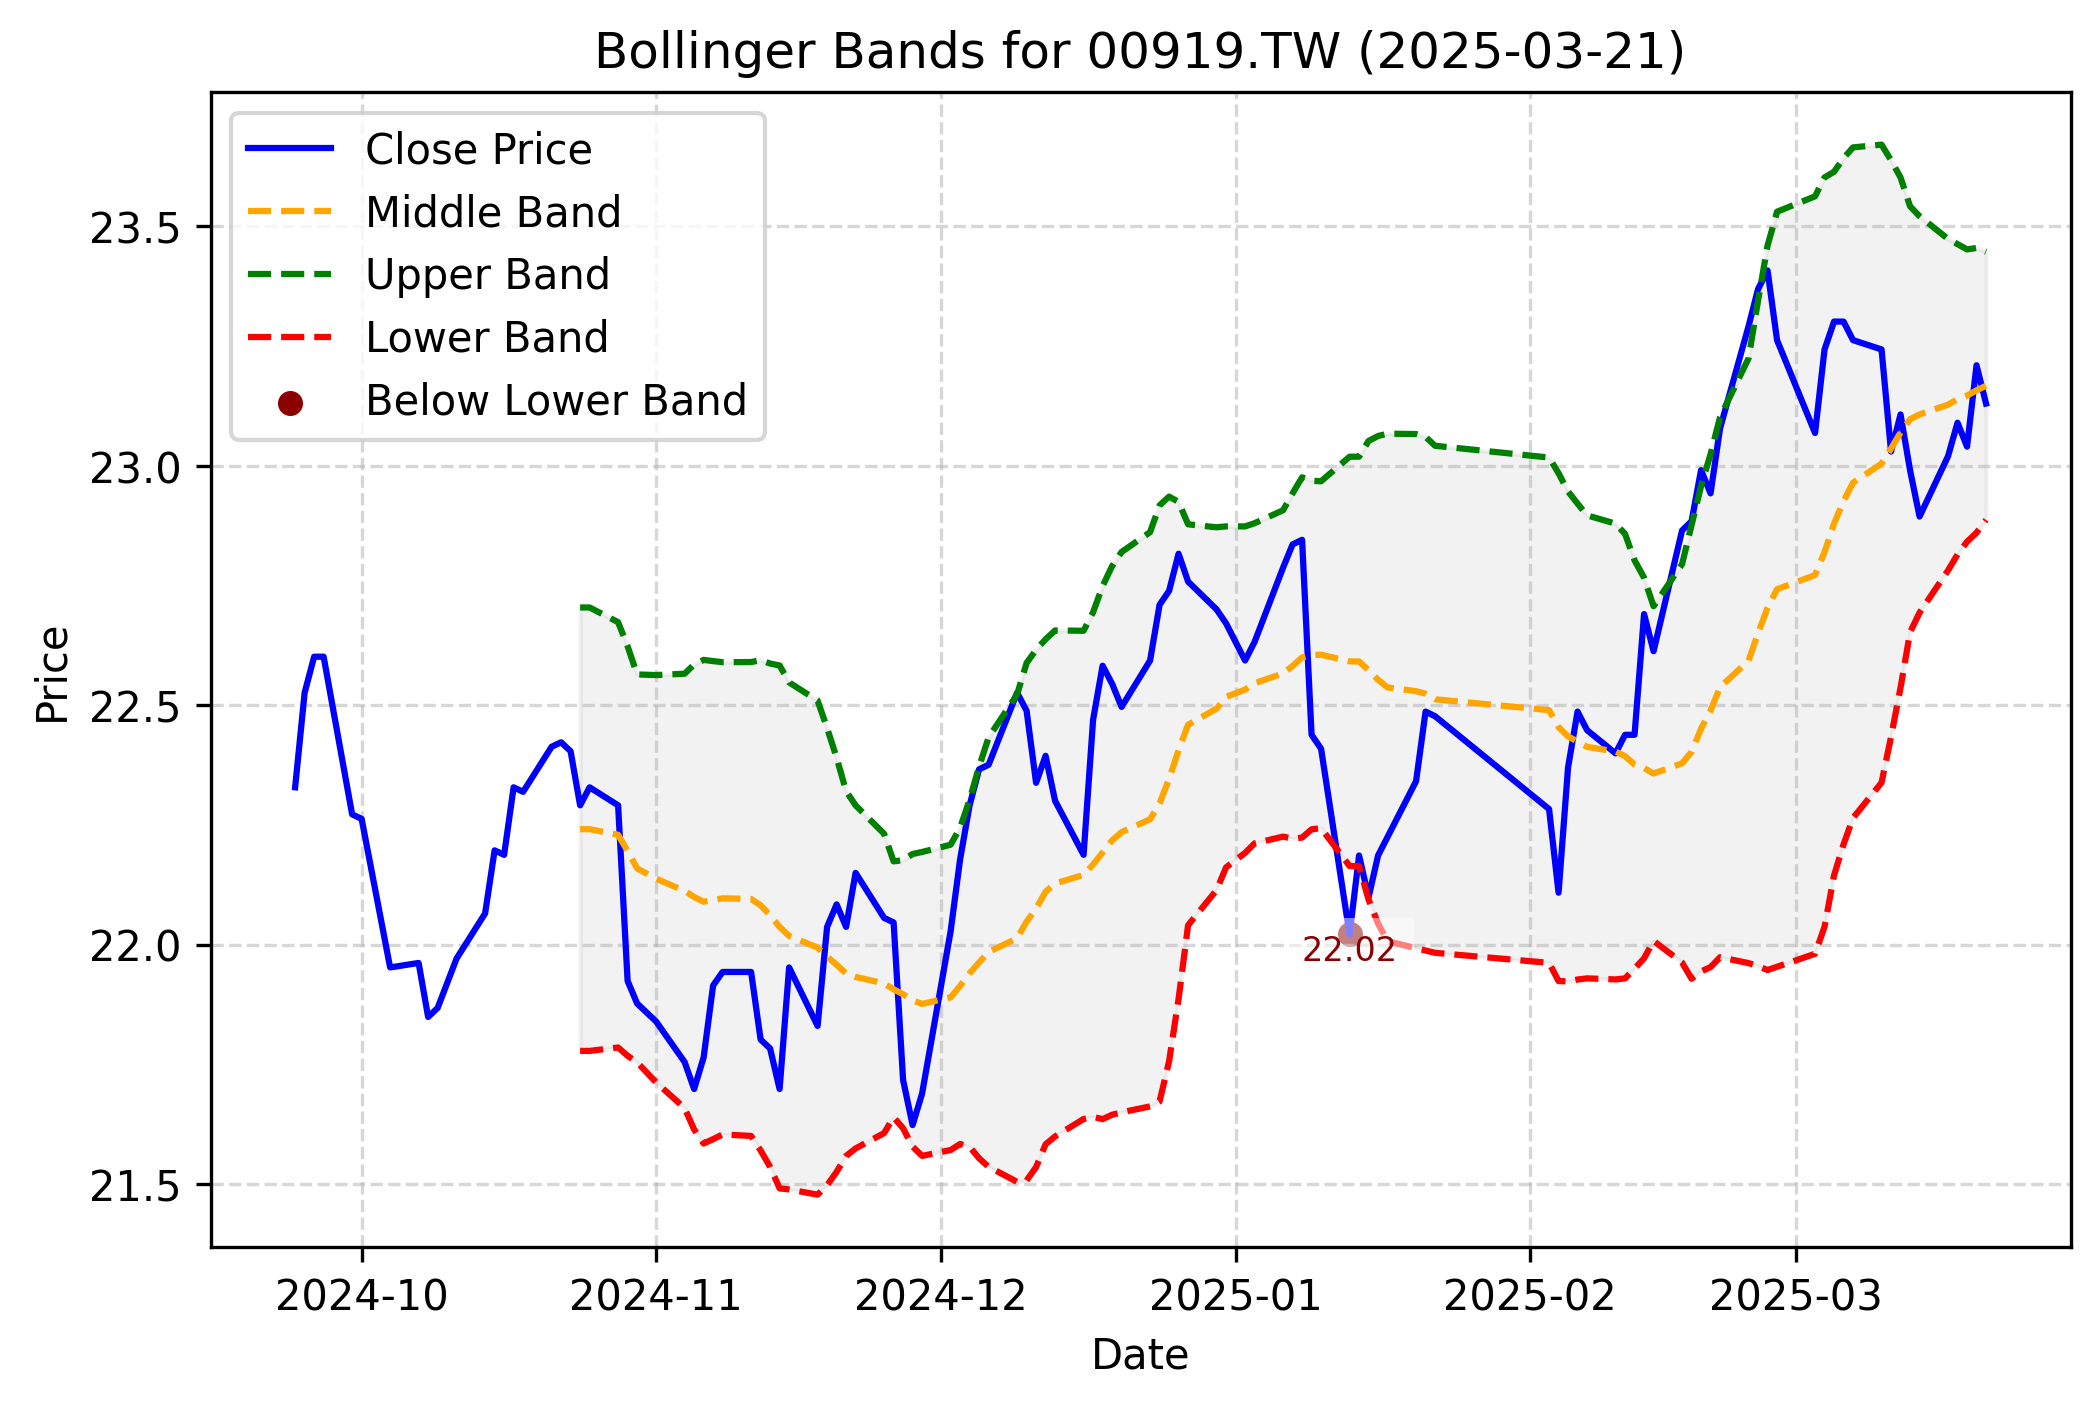 Bollinger Bands for 00919.TW (2025-03-21)
Close Price
Middle Band
Upper Band
Lower Band
Below Lower Band
Price
23.5
23.0
22.5
22.0
21.5
22.02
2024-10
2024-11
2024-12
2025-01
2025-02
2025-03
Date